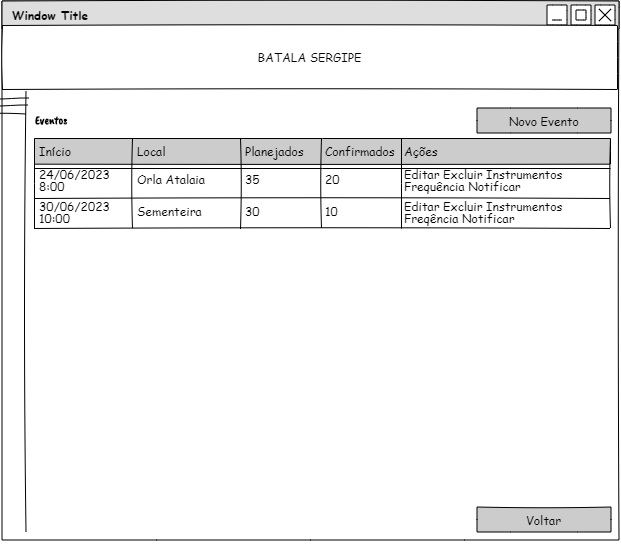 Window Title
BATALA SERGIPE
Eventos
Novo Evento
Início Local Planejados Confirmados Ações
24/06/2023 8:00 Orla Atalaia 35 20 Editar Excluir Instrumentos
Frequência Notificar
30/06/2023 10:00 Sementeira 30 10 Editar Excluir Instrumentos
Freqência Notificar
Voltar